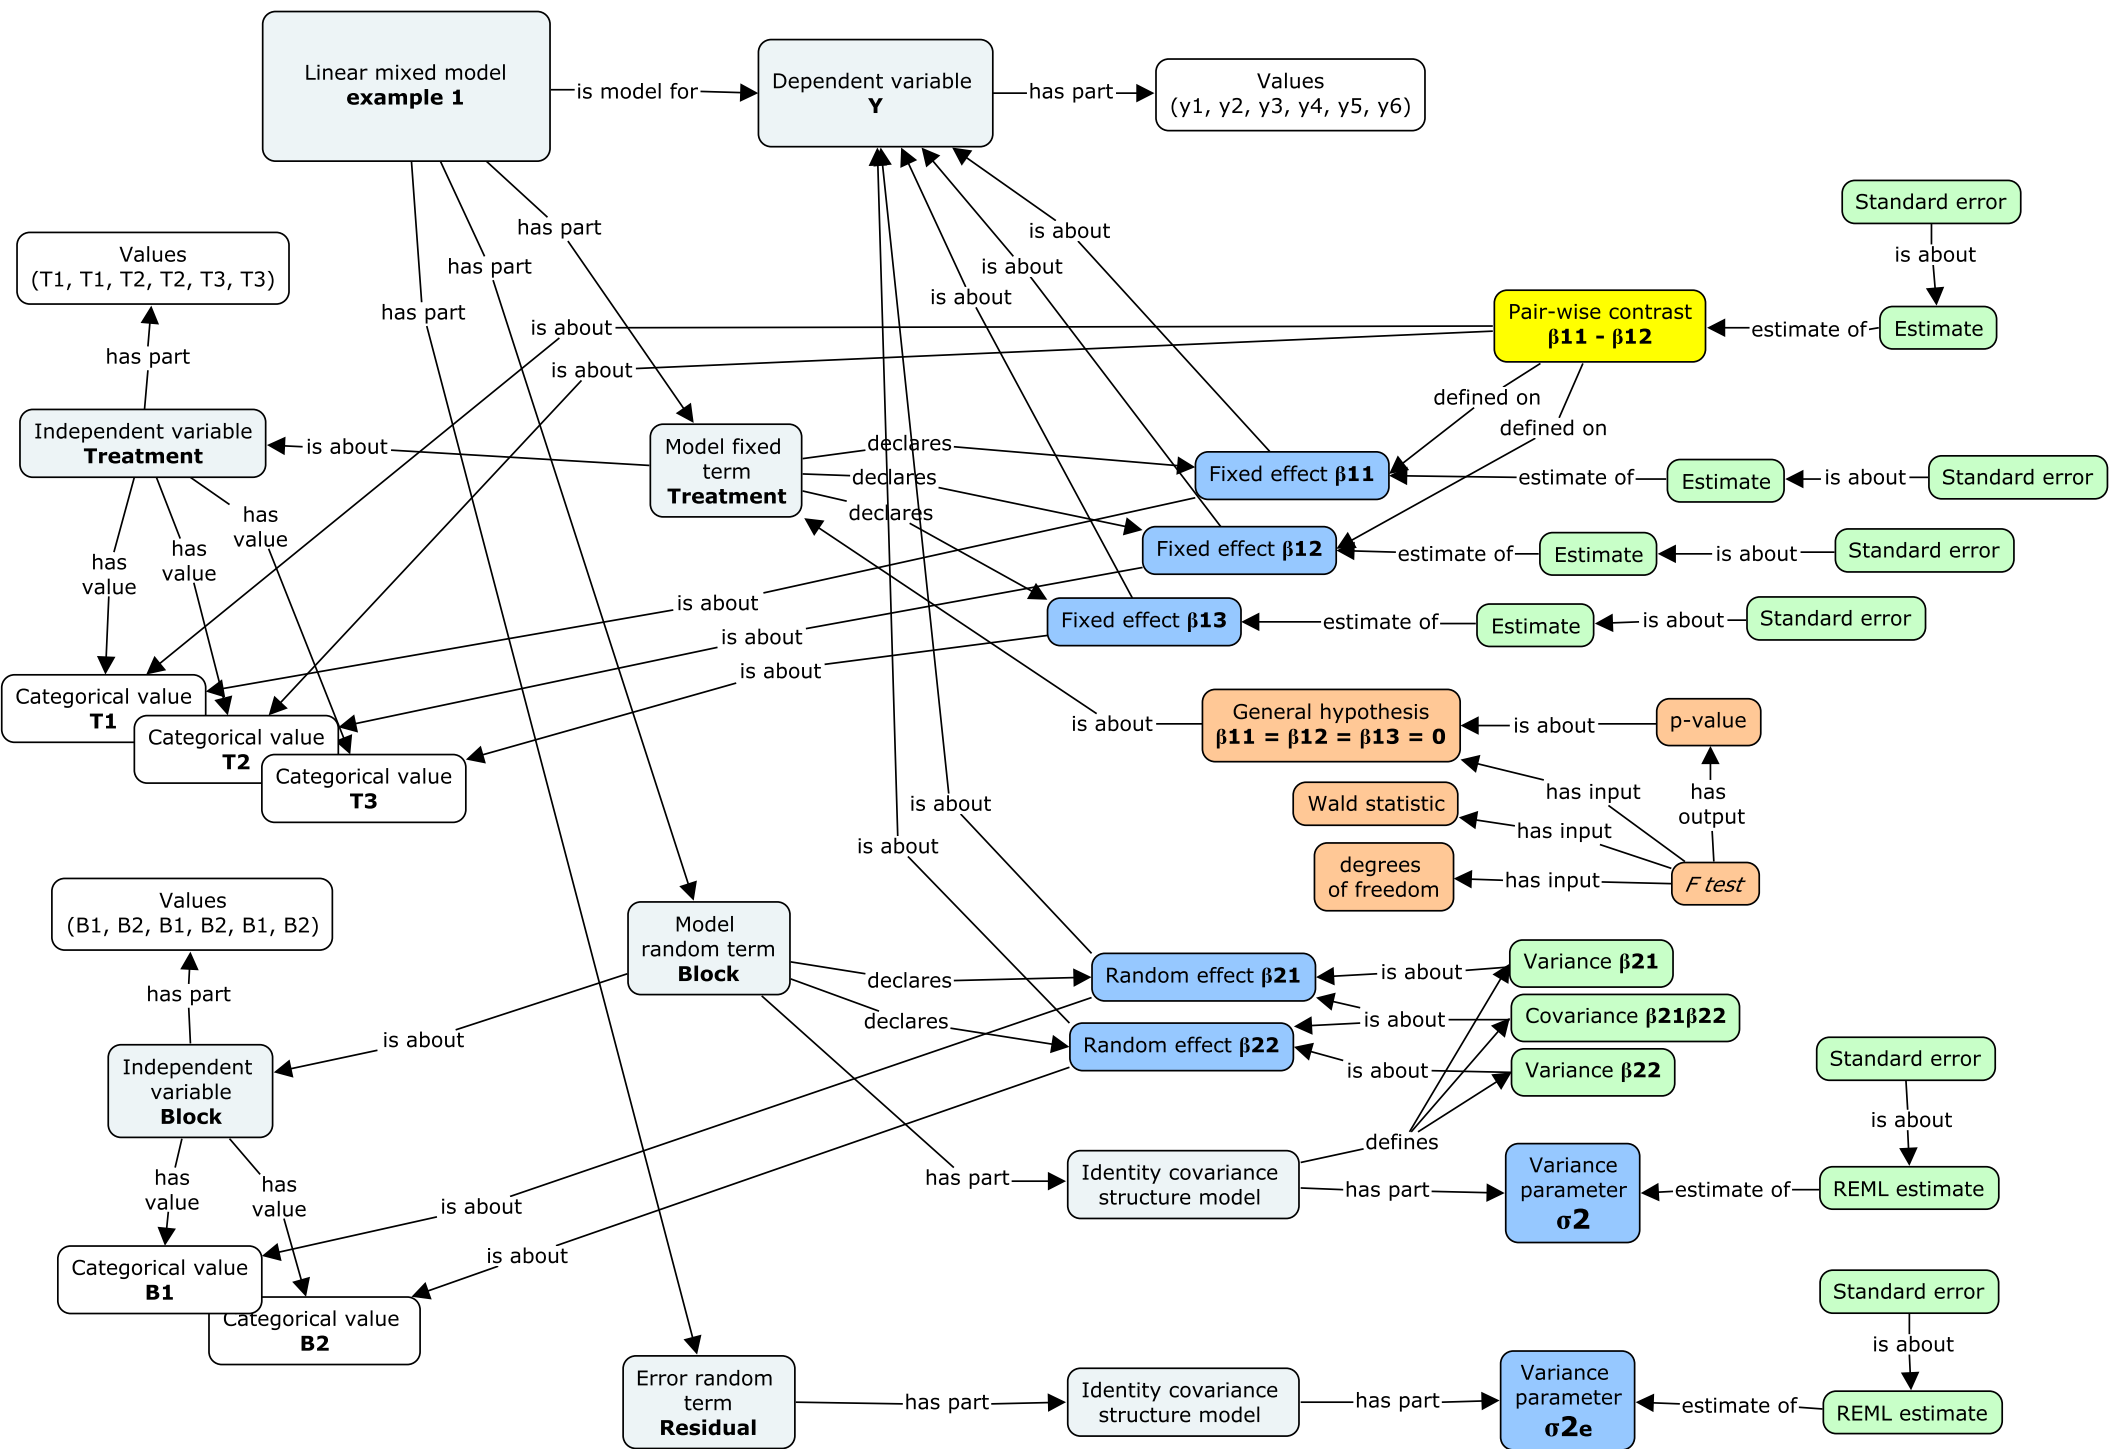 Linear mixed model
example 1
is model for
Dependent variable
Y
has part
Values
(y1, y2, y3, y4, y5, y6)
has part
has part
has part
is about
is about
is about
Standard error
is about
Values
(T1, T1, T2, T2, T3, T3)
has part
is about
is about
Pair-wise contrast
β11 - β12
estimate of
Estimate
defined on
defined on
Independent variable
Treatment
is about
Model fixed
term
Treatment
declares
declares
declares
Fixed effect β11
estimate of
Estimate
is about
Standard error
Fixed effect β12
estimate of
Estimate
is about
Standard error
Fixed effect β13
estimate of
Estimate
is about
Standard error
has
value
has
value
has
value
is about
is about
is about
Categorical value
T1
Categorical value
T2
Categorical value
T3
is about
General hypothesis
β11 = β12 = β13 = 0
is about
p-value
has input
has
output
Wald statistic
has input
degrees
of freedom
has input
F test
is about
is about
Values
(B1, B2, B1, B2, B1, B2)
has part
Model
random term
Block
declares
declares
Random effect β21
is about
Variance β21
is about
Covariance β21β22
Random effect β22
is about
Variance β22
is about
Independent
variable
Block
Standard error
is about
defines
has part
Identity covariance
structure model
has part
Variance
parameter
σ2
estimate of
REML estimate
has
value
has
value
is about
is about
Categorical value
B1
Categorical value
B2
Standard error
is about
Error random
term
Residual
has part
Identity covariance
structure model
has part
Variance
parameter
σ2e
estimate of
REML estimate